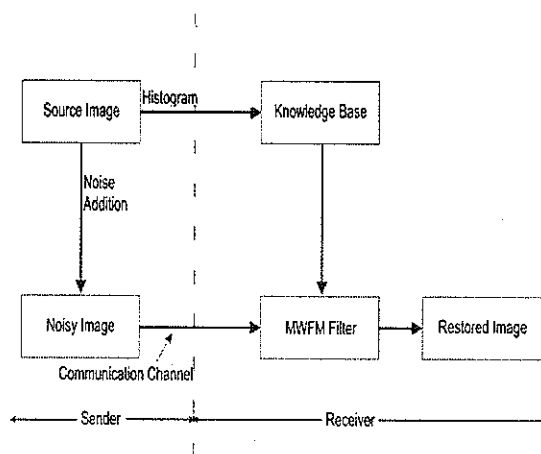 Source Image
Histogram
Knowledge Base
Noise
Addition
Noisy Image
MWFM Filter
Restored Image
Communication Channel
Sender
Receiver